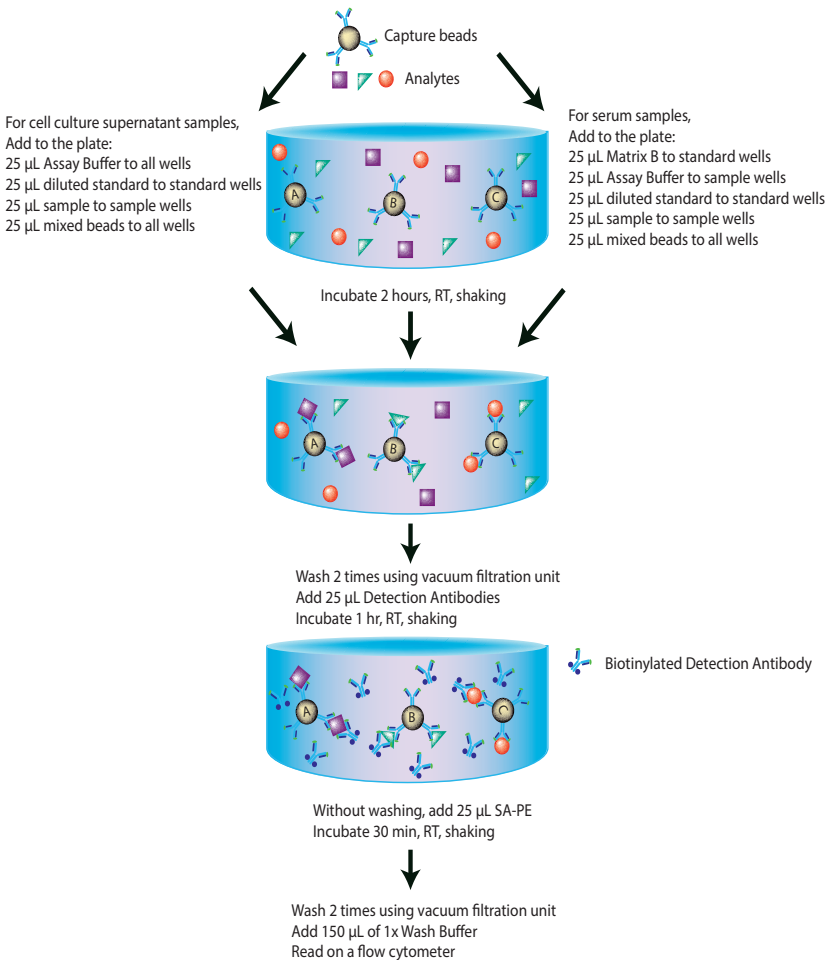 Capture beads
Analytes
For cell culture supernatant samples,
Add to the plate:
25 µL Assay Buffer to all wells
25 µL diluted standard to standard wells
25 µL sample to sample wells
25 µL mixed beads to all wells
For serum samples,
Add to the plate:
25 µL Matrix B to standard wells
25 µL Assay Buffer to sample wells
25 µL diluted standard to standard wells
25 µL sample to sample wells
25 µL mixed beads to all wells
A
B
C
Incubate 2 hours, RT, shaking
A
B
C
Wash 2 times using vacuum filtration unit
Add 25 µL Detection Antibodies
Incubate 1 hr, RT, shaking
Biotinylated Detection Antibody
A
B
C
Without washing, add 25 µL SA-PE
Incubate 30 min, RT, shaking
Wash 2 times using vacuum filtration unit
Add 150 µL of 1x Wash Buffer
Read on a flow cytometer